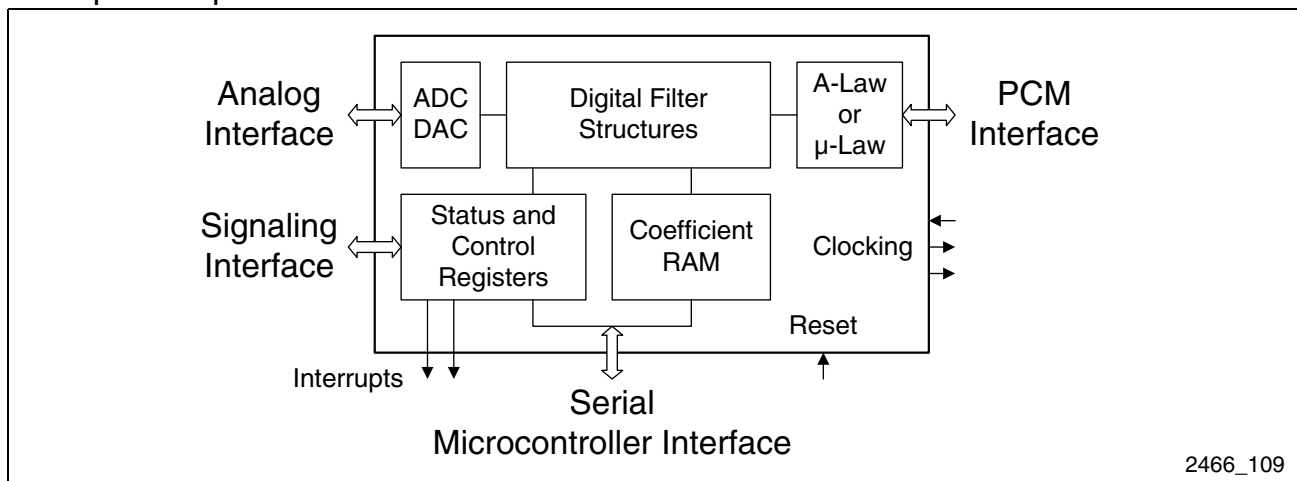 Analog
Interface
ADC
DAC
Digital Filter
Structures
A-Law
or
µ-Law
PCM
Interface
Signaling
Interface
Status and
Control
Registers
Coefficient
RAM
Clocking
Reset
Interrupts
Serial
Microcontroller Interface
2466_109